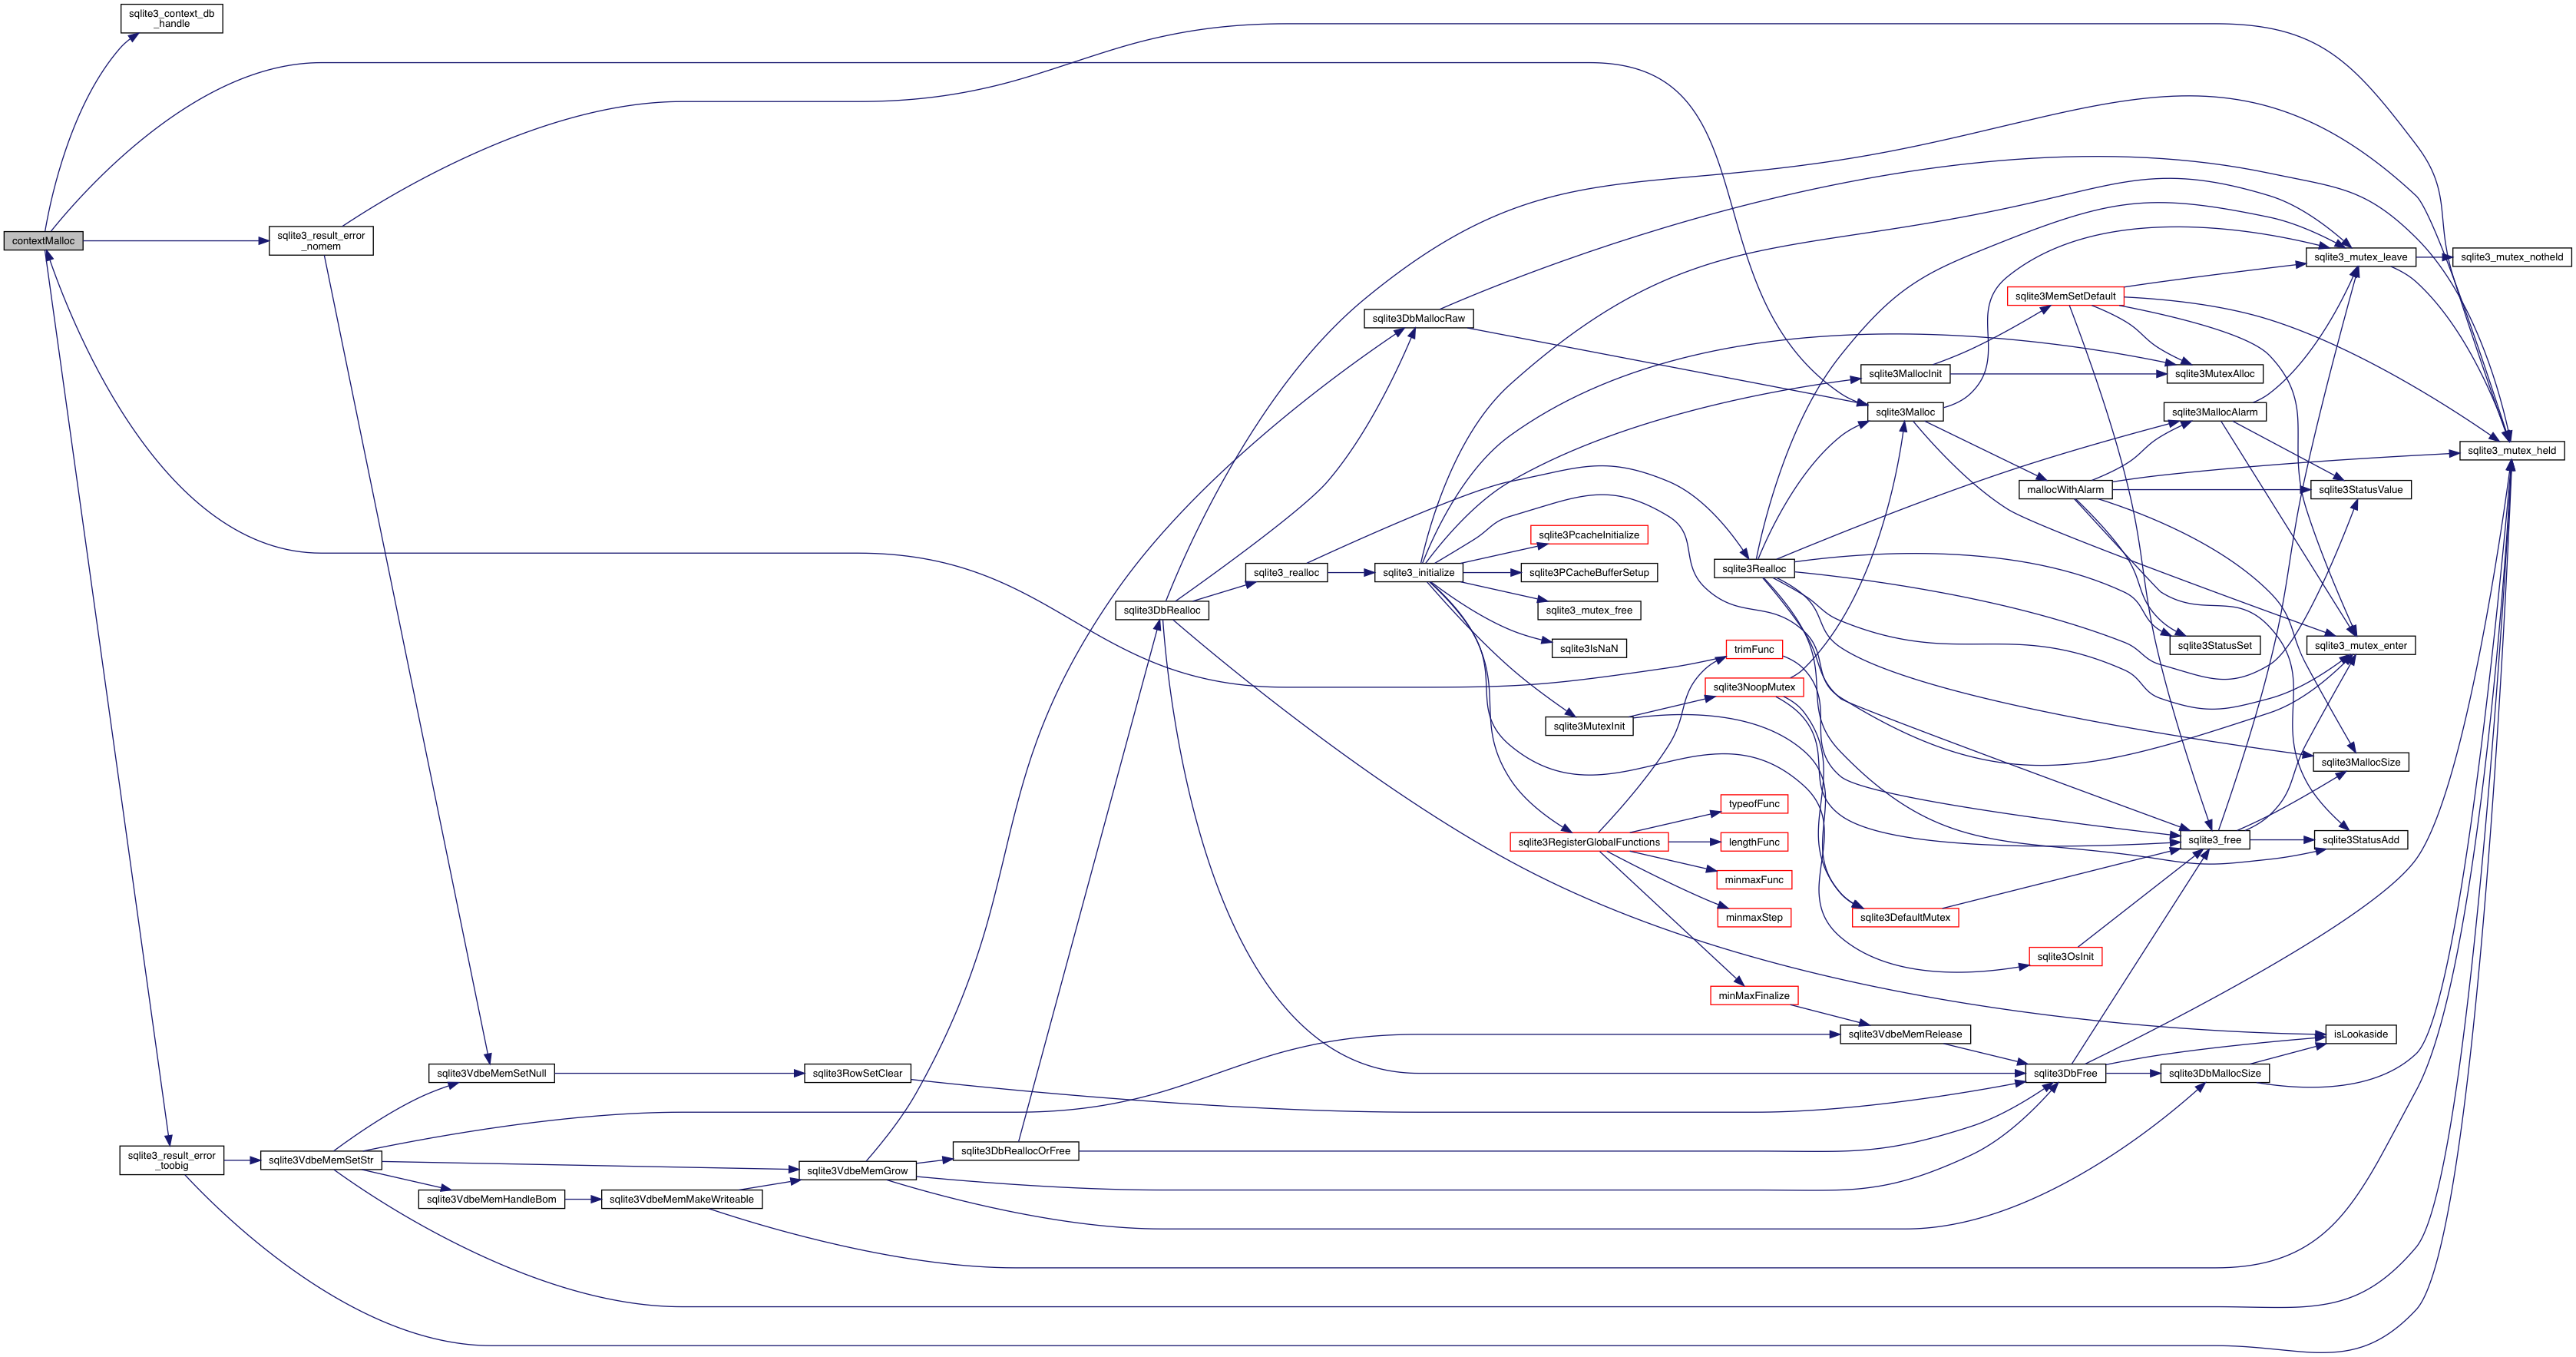 sqlite3_context_db
_handle
contextMalloc
sqlite3_result_error
_nomem
sqlite3_result_error
_toobig
sqlite3VdbeMemSetStr
sqlite3VdbeMemSetNull
sqlite3VdbeMemHandleBom
sqlite3VdbeMemMakeWriteable
sqlite3RowSetClear
sqlite3VdbeMemGrow
sqlite3DbReallocOrFree
sqlite3DbRealloc
sqlite3_realloc
sqlite3DbMallocRaw
sqlite3_initialize
sqlite3PcacheInitialize
sqlite3PCacheBufferSetup
sqlite3_mutex_free
sqlite3IsNaN
sqlite3MutexInit
sqlite3RegisterGlobalFunctions
sqlite3Realloc
trimFunc
sqlite3NoopMutex
typeofFunc
lengthFunc
minmaxFunc
minmaxStep
minMaxFinalize
sqlite3MallocInit
sqlite3Malloc
sqlite3DefaultMutex
sqlite3VdbeMemRelease
sqlite3MemSetDefault
mallocWithAlarm
sqlite3OsInit
sqlite3DbFree
sqlite3MutexAlloc
sqlite3MallocAlarm
sqlite3StatusSet
sqlite3_free
sqlite3DbMallocSize
sqlite3_mutex_leave
sqlite3StatusValue
sqlite3_mutex_enter
sqlite3MallocSize
sqlite3StatusAdd
isLookaside
sqlite3_mutex_notheld
sqlite3_mutex_held